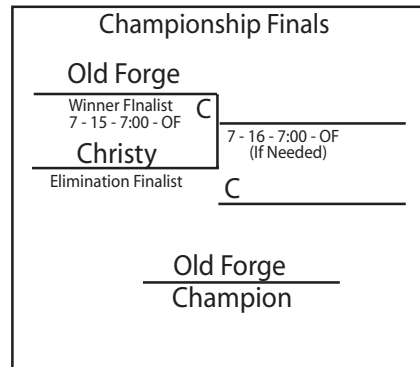 Championship Finals
Old Forge
Winner FInalist
7 - 15 - 7:00 - OF
C
Christy
Elimination Finalist
7 - 16 - 7:00 - OF
(If Needed)
C
Old Forge
Champion